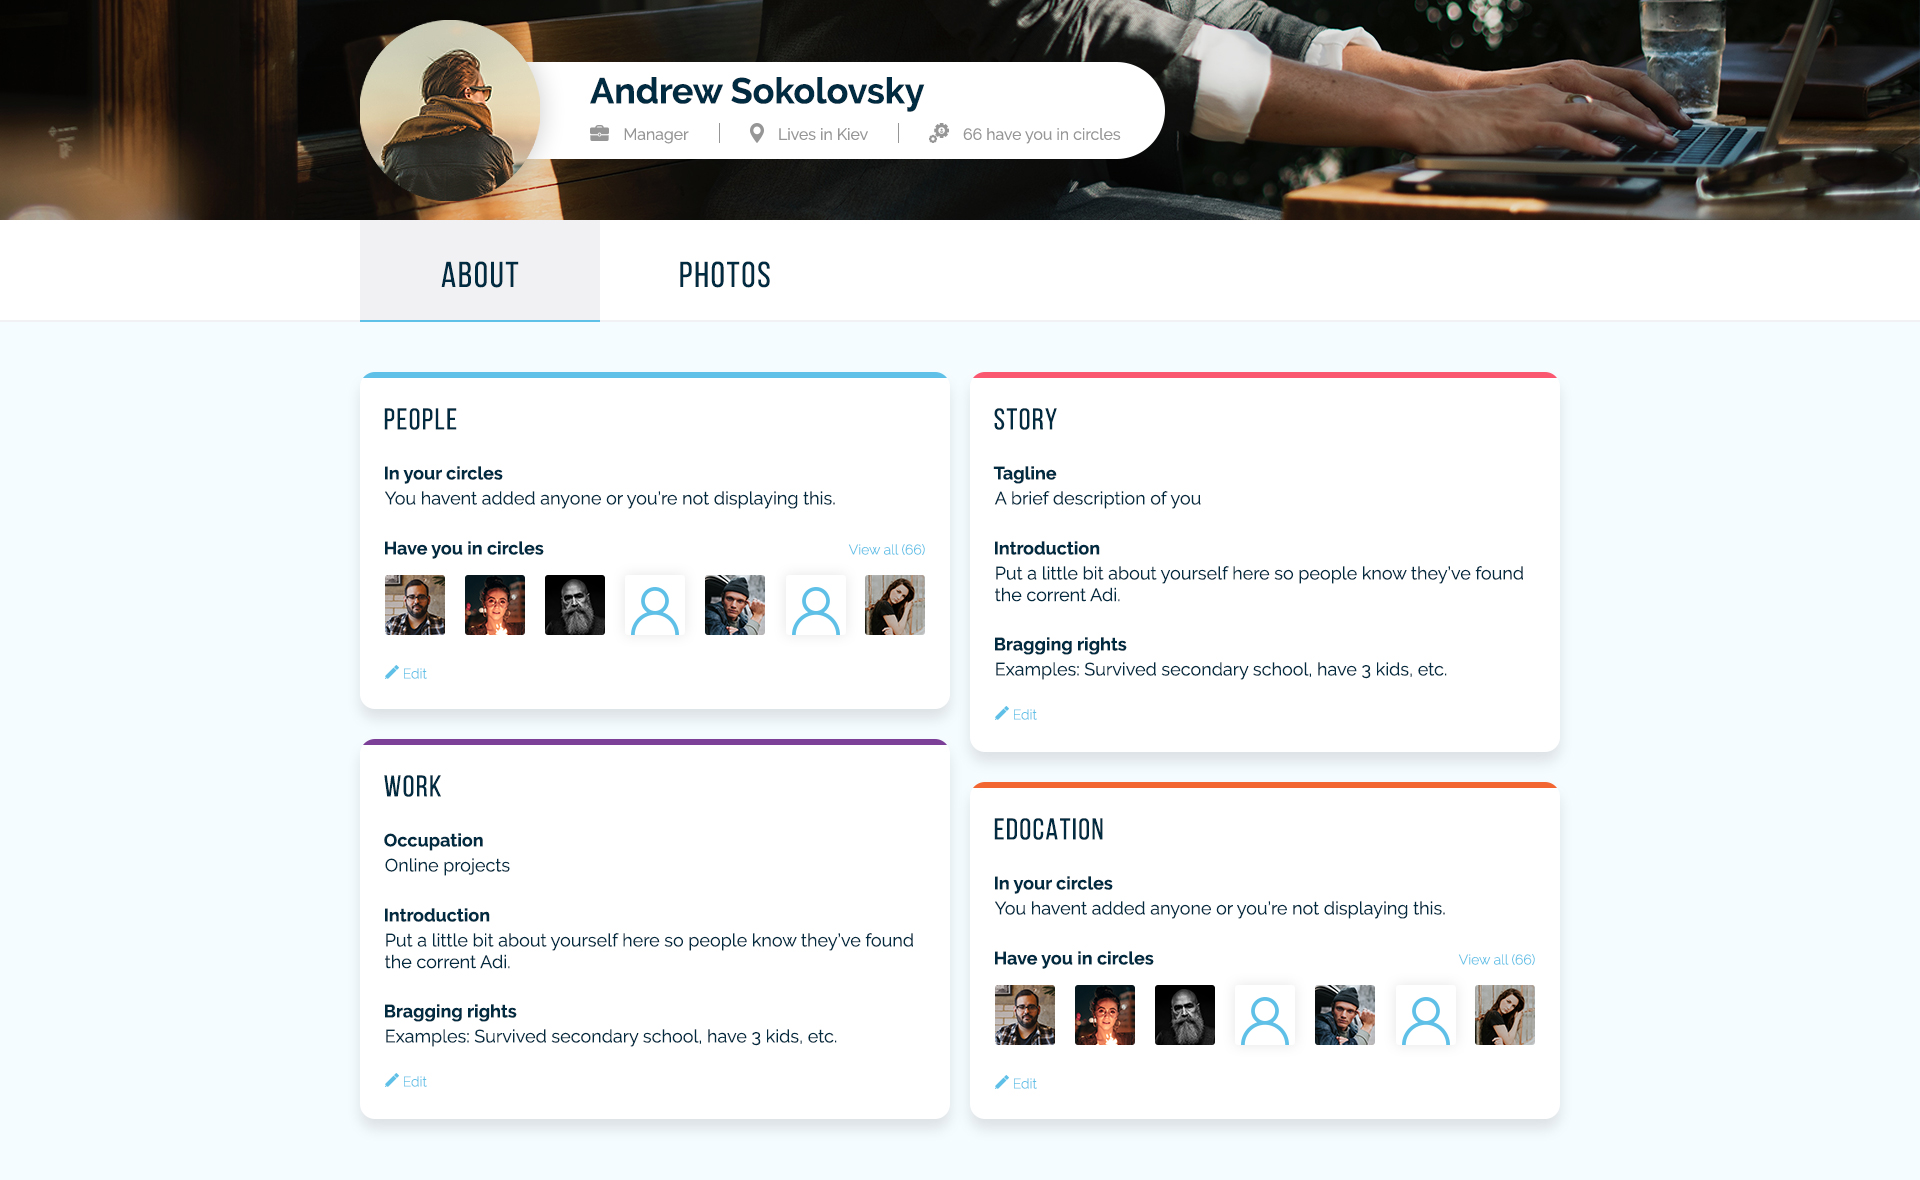 Andrew Sokolovsky
Manager
Lives in Kiev
66 have you in circles
ABOUT
PHOTOS
PEOPLE
In your circles
You havent added anyone or you're not displaying this.
Have you in circles
View all (66)
Edit
STORY
Tagline
A brief description of you
Introduction
Put a little bit about yourself here so people know they've found
the corrent Adi.
Bragging rights
Examples: Survived secondary school, have 3 kids, etc.
Edit
WORK
Occupation
Online projects
Introduction
Put a little bit about yourself here so people know they've found
the corrent Adi.
Bragging rights
Examples: Survived secondary school, have 3 kids, etc.
Edit
EDOCATION
In your circles
You havent added anyone or you're not displaying this.
Have you in circles
View all (66)
Edit